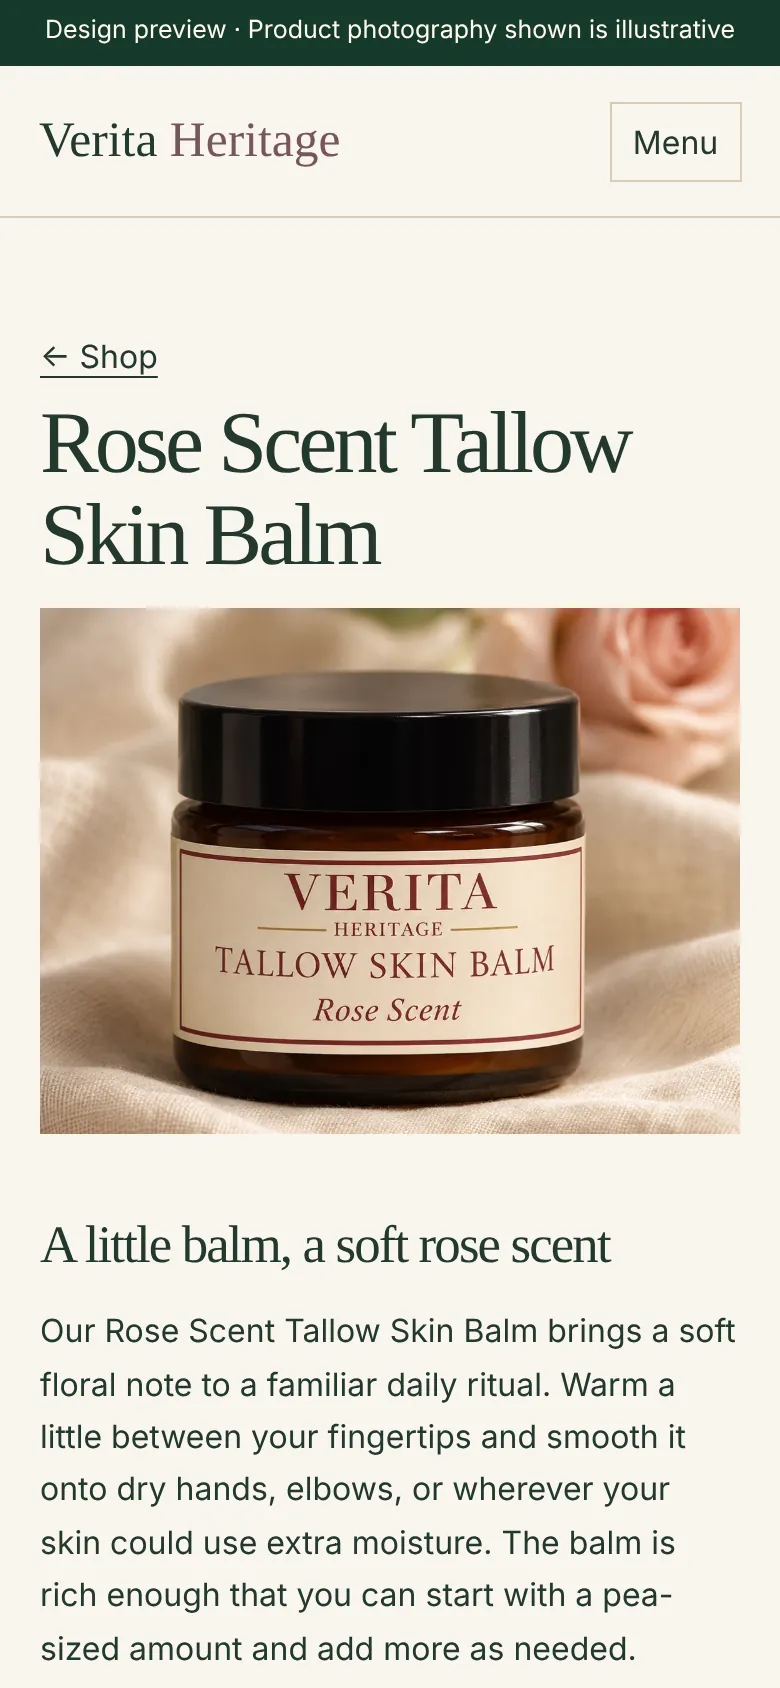 Design preview · Product photography shown is illustrative
Verita Heritage
Menu
← Shop
Rose Scent Tallow
Skin Balm
VERITA
HERITAGE
TALLOW SKIN BALM
Rose Scent
A little balm, a soft rose scent
Our Rose Scent Tallow Skin Balm brings a soft
floral note to a familiar daily ritual. Warm a
little between your fingertips and smooth it
onto dry hands, elbows, or wherever your
skin could use extra moisture. The balm is
rich enough that you can start with a pea-
sized amount and add more as needed.